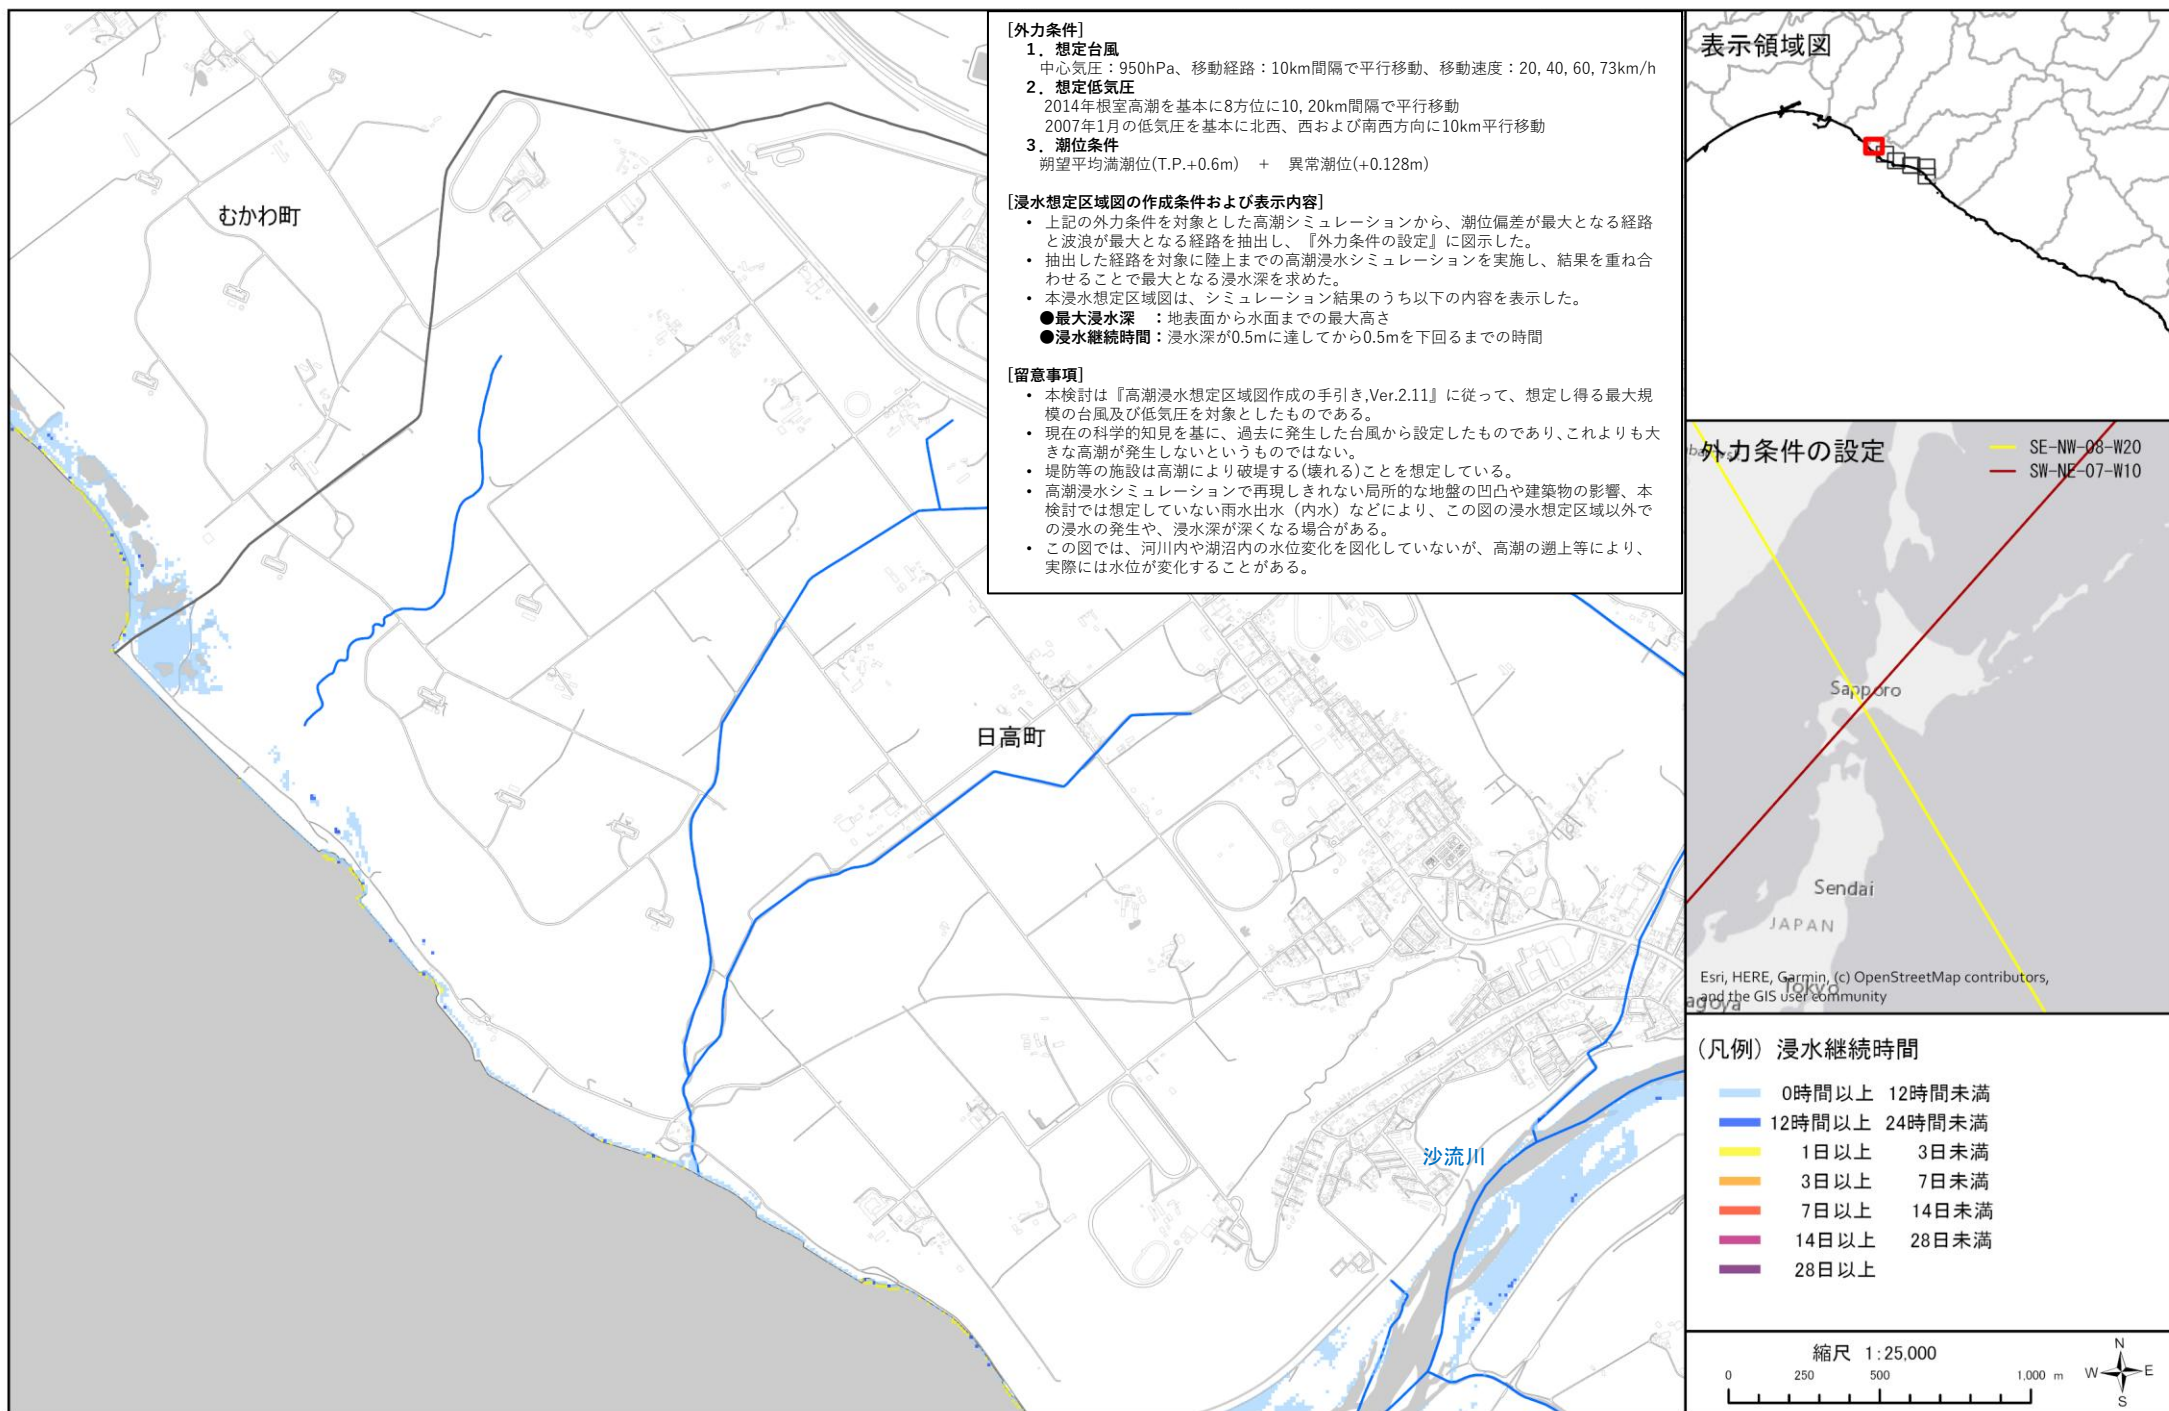 [外力条件]
1．想定台風
中心気圧：950hPa、移動経路：10km間隔で平行移動、移動速度：20, 40, 60, 73km/h
2．想定低気圧
2014年根室高潮を基本に8方位に10, 20km間隔で平行移動
2007年1月の低気圧を基本に北西、西および南西方向に10km平行移動
3．潮位条件
朔望平均満潮位(T.P.+0.6m)　+　異常潮位(+0.128m)
[浸水想定区域図の作成条件および表示内容]
• 上記の外力条件を対象とした高潮シミュレーションから、潮位偏差が最大となる経路
と波浪が最大となる経路を抽出し、『外力条件の設定』に図示した。
• 抽出した経路を対象に陸上までの高潮浸水シミュレーションを実施し、結果を重ね合
わせることで最大となる浸水深を求めた。
• 本浸水想定区域図は、シミュレーション結果のうち以下の内容を表示した。
●最大浸水深　：地表面から水面までの最大高さ
●浸水継続時間：浸水深が0.5mに達してから0.5mを下回るまでの時間
[留意事項]
• 本検討は『高潮浸水想定区域図作成の手引き,Ver.2.11』に従って、想定し得る最大規
模の台風及び低気圧を対象としたものである。
• 現在の科学的知見を基に、過去に発生した台風から設定したものであり、これよりも大
きな高潮が発生しないというものではない。
• 堤防等の施設は高潮により破堤する(壊れる)ことを想定している。
• 高潮浸水シミュレーションで再現しきれない局所的な地盤の凹凸や建築物の影響、本
検討では想定していない雨水出水（内水）などにより、この図の浸水想定区域以外で
の浸水の発生や、浸水深が深くなる場合がある。
• この図では、河川内や湖沼内の水位変化を図化していないが、高潮の遡上等により、
実際には水位が変化することがある。
むかわ町
日高町
沙流川
表示領域図
外力条件の設定
SE-NW-08-W20
SW-NE-07-W10
Sapporo
Sendai
JAPAN
Tokyo
agoya
Esri, HERE, Garmin, (c) OpenStreetMap contributors,
and the GIS user community
（凡例）浸水継続時間
0時間以上　12時間未満
12時間以上　24時間未満
1日以上　3日未満
3日以上　7日未満
7日以上　14日未満
14日以上　28日未満
28日以上
縮尺 1:25,000
0 250 500 1,000 m
N
W E
S